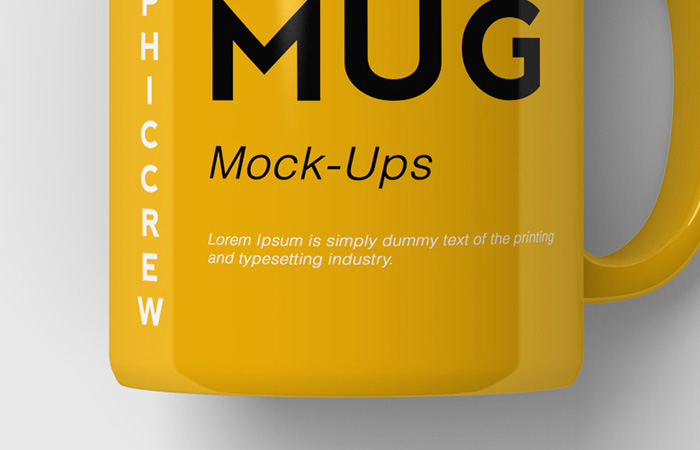 PHICCREW
MUG
Mock-Ups
Lorem Ipsum is simply dummy text of the printing
and typesetting industry.